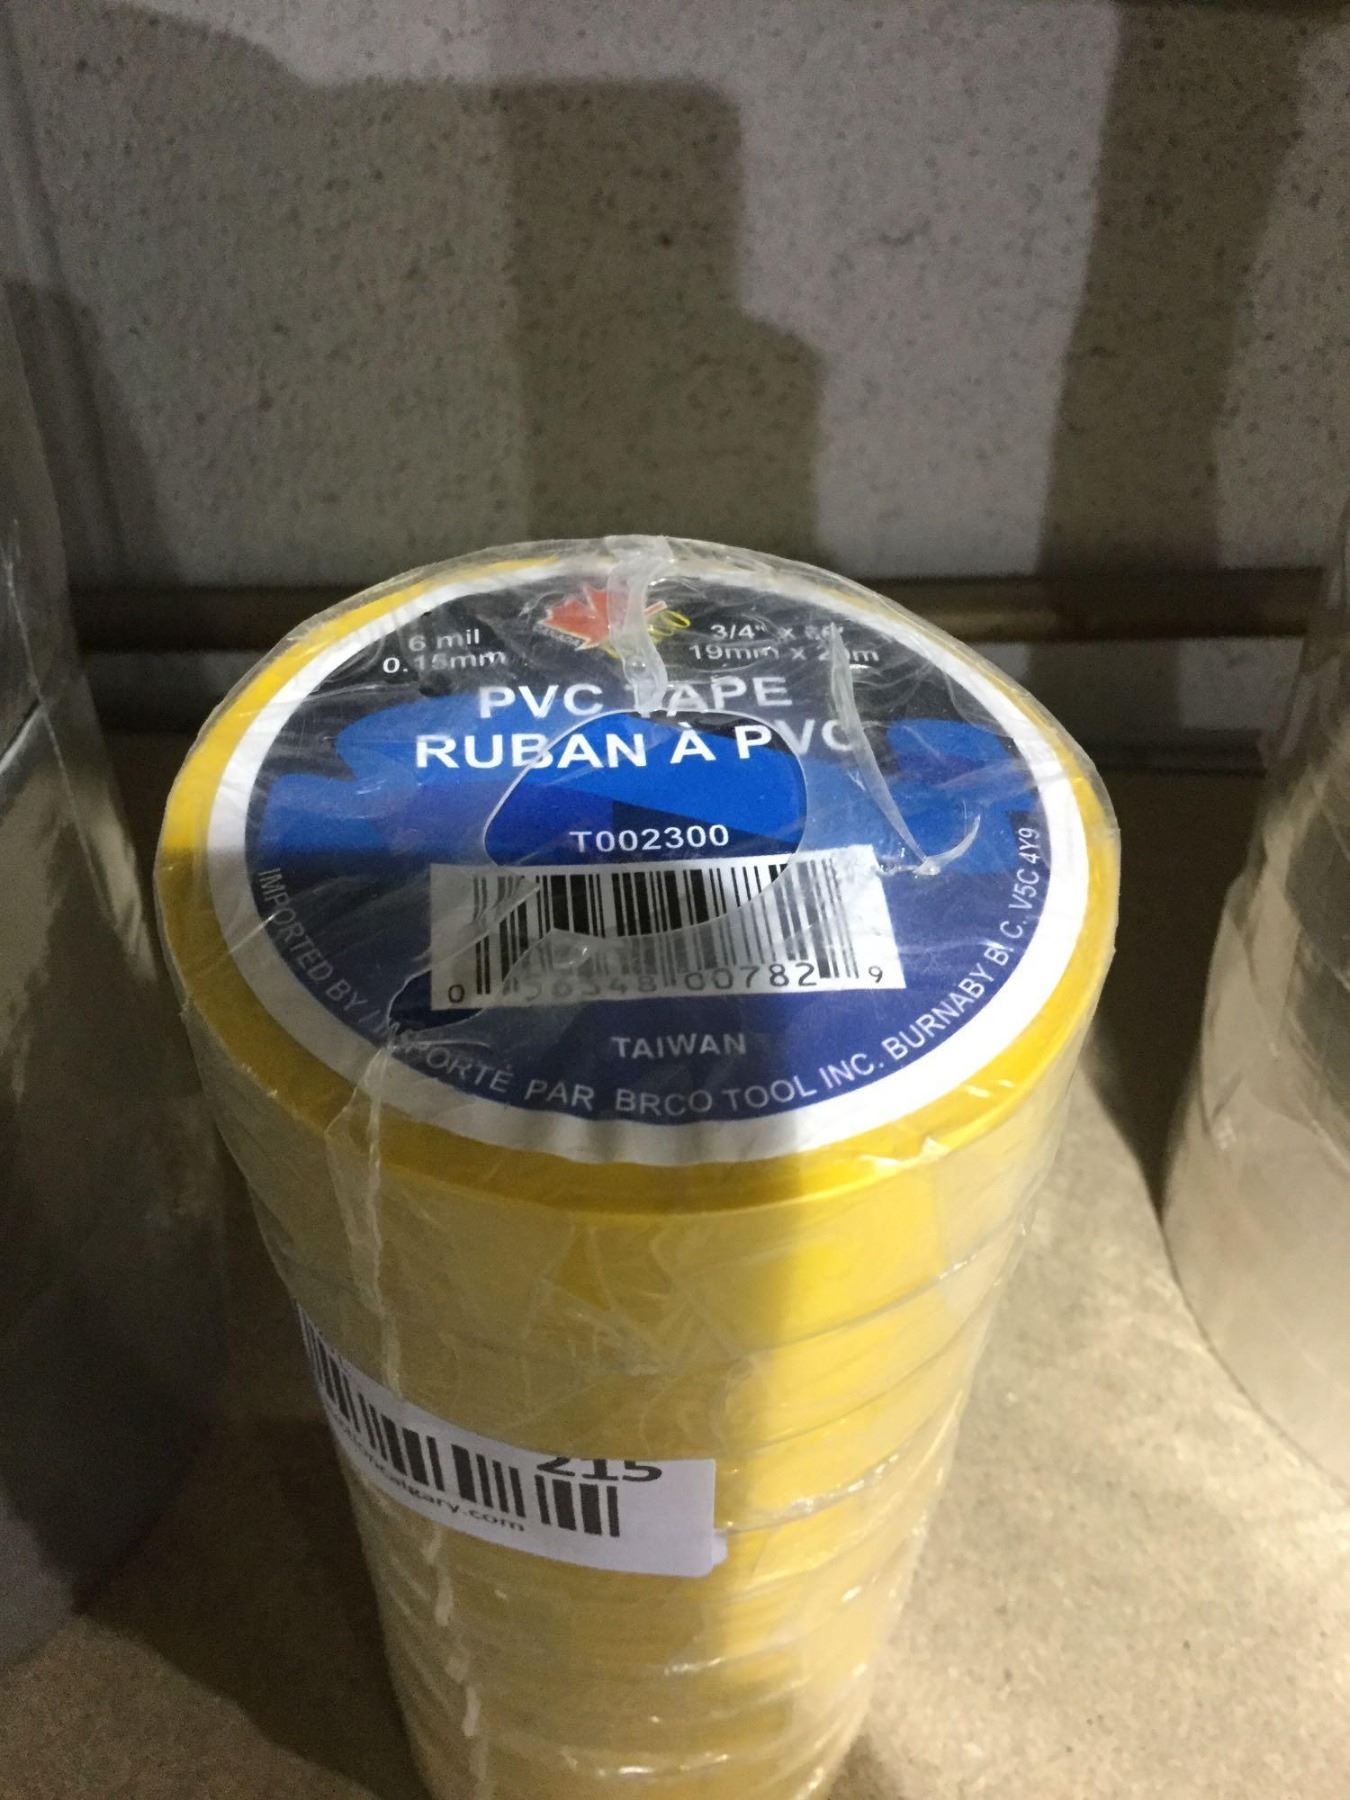 6 mil
0.15mm
CANADA
3/4" x
19mm x 20m
PVC TAPE
RUBAN À PVC
T002300
0 56348 00782 9
TAIWAN
IMPORTED BY / IMPORTÉ PAR BRCO TOOL INC. BURNABY B. C. V5C 4Y9
215